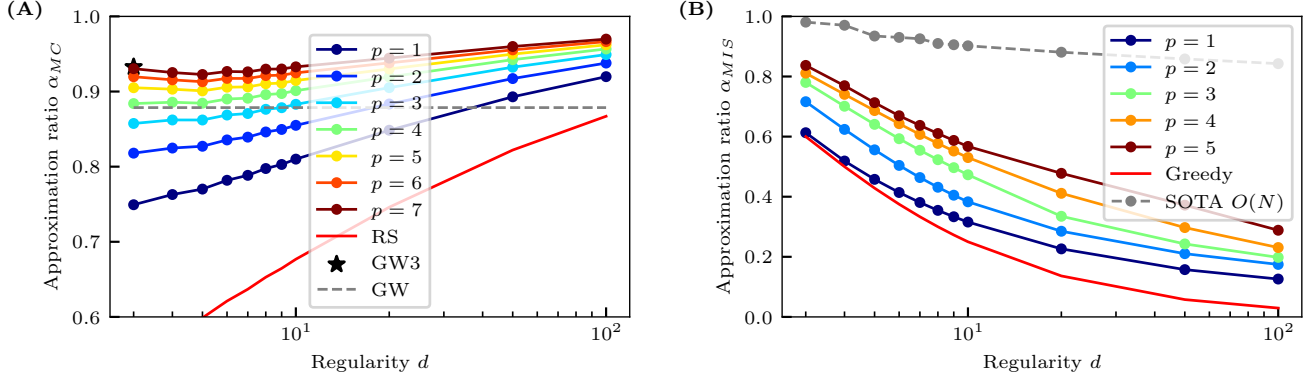 (A)
Approximation ratio α_MC
1.0
0.9
0.8
0.7
0.6
10^1
10^2
Regularity d
p = 1
p = 2
p = 3
p = 4
p = 5
p = 6
p = 7
RS
GW3
GW
(B)
Approximation ratio α_MIS
1.0
0.8
0.6
0.4
0.2
0.0
10^1
10^2
Regularity d
p = 1
p = 2
p = 3
p = 4
p = 5
Greedy
SOTA O(N)